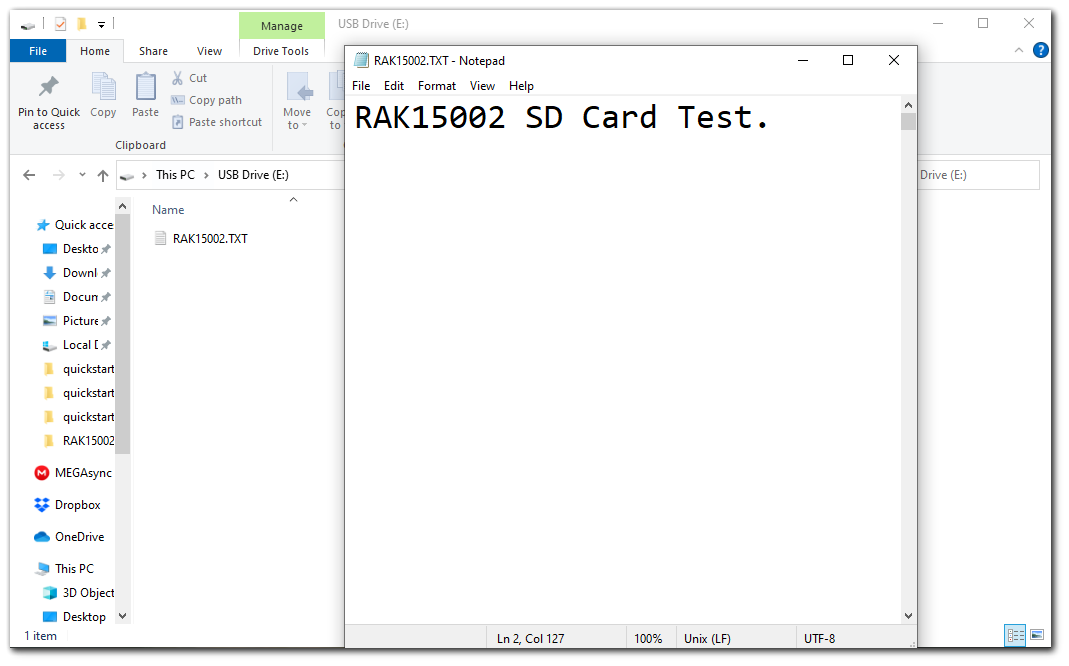 Manage
USB Drive (E:)
File
Home
Share
View
Drive Tools
Pin to Quick access
Copy
Paste
Cut
Copy path
Paste shortcut
Move to
Cop
to
Clipboard
This PC
USB Drive (E:)
Drive (E:)
Name
RAK15002.TXT
Quick acce
Deskto
Downl
Docun
Picture
Local D
quickstart
quickstart
quickstart
RAK15002
MEGAsync
Dropbox
OneDrive
This PC
3D Object
Desktop
1 item
RAK15002.TXT - Notepad
File
Edit
Format
View
Help
RAK15002 SD Card Test.
Ln 2, Col 127
100%
Unix (LF)
UTF-8